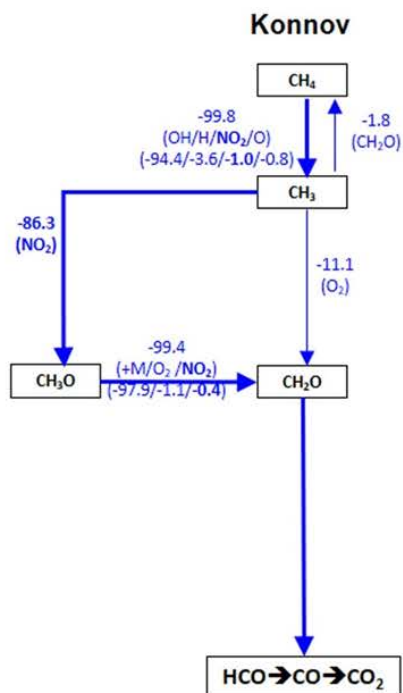 Konnov
CH₄
-99.8
(OH/H/NO₂/O)
(-94.4/-3.6/-1.0/-0.8)
-1.8
(CH₂O)
CH₃
-86.3
(NO₂)
-11.1
(O₂)
-99.4
(+M/O₂ /NO₂)
(-97.9/-1.1/-0.4)
CH₃O
CH₂O
HCO➔CO➔CO₂